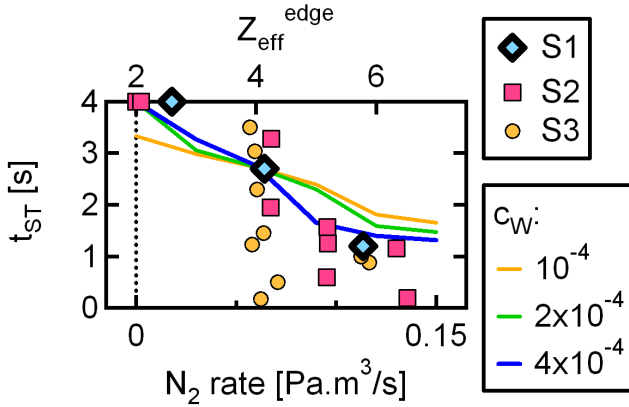 Z_eff^edge
2 4 6
4
3
2
1
0
t_ST [s]
0 0.15
N₂ rate [Pa.m³/s]
S1
S2
S3
c_W:
10⁻⁴
2x10⁻⁴
4x10⁻⁴